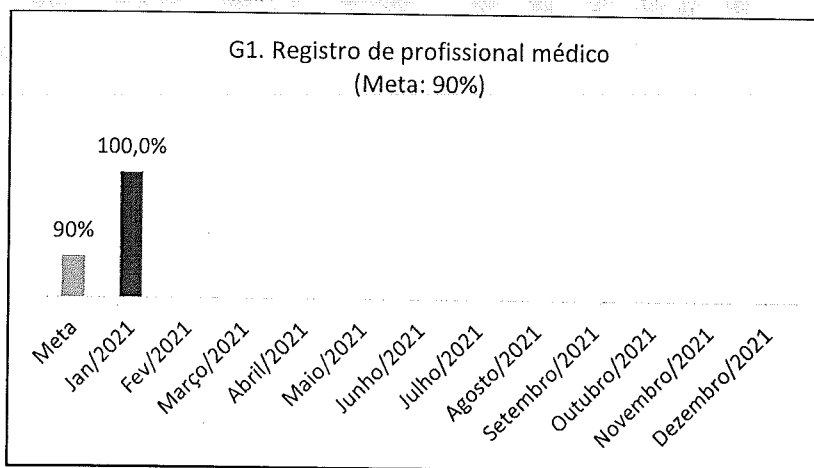 G1. Registro de profissional médico
(Meta: 90%)
100,0%
90%
Meta
Jan/2021
Fev/2021
Março/2021
Abril/2021
Maio/2021
Junho/2021
Julho/2021
Agosto/2021
Setembro/2021
Outubro/2021
Novembro/2021
Dezembro/2021